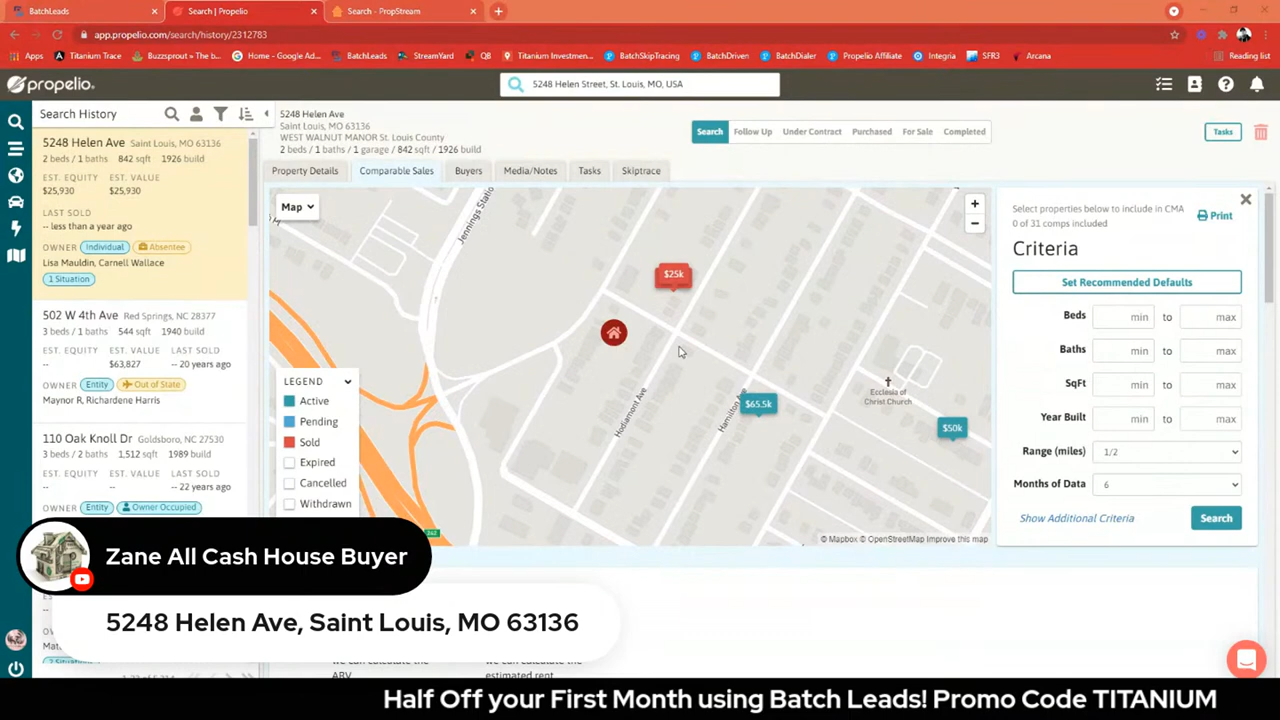 BatchLeads
Search | Propelio
Search - PropStream
app.propelio.com/search/history/2312783
Apps
Titanium Trace
Buzzsprout » The b...
Home - Google Ad...
BatchLeads
StreamYard
QB
Titanium Investmen...
BatchSkipTracing
BatchDriven
BatchDialer
Propelio Affiliate
Integria
SFR3
Arcana
Reading list
PROPELIO
5248 Helen Street, St. Louis, MO, USA
Search History
5248 Helen Ave Saint Louis, MO 63136
2 beds / 1 baths / 842 sqft / 1926 build
EST. EQUITY EST. VALUE
$25,930 $25,930
LAST SOLD
-- less than a year ago
OWNER Individual Absentee
Lisa Mauldin, Carnell Wallace
1 Situation
502 W 4th Ave Red Springs, NC 28377
3 beds / 1 baths / 544 sqft / 1940 build
EST. EQUITY EST. VALUE LAST SOLD
-- $63,827 -- 20 years ago
OWNER Entity Out of State
Maynor R, Richardene Harris
110 Oak Knoll Dr Goldsboro, NC 27530
3 beds / 2 baths / 1,512 sqft / 1989 build
EST. EQUITY EST. VALUE LAST SOLD
-- -- -- 22 years ago
OWNER Entity Owner Occupied
5248 Helen Ave
Saint Louis, MO 63136
WEST WALNUT MANOR St. Louis County
2 beds / 1 baths / 1 garage / 842 sqft / 1926 build
Search
Follow Up
Under Contract
Purchased
For Sale
Completed
Tasks
Property Details
Comparable Sales
Buyers
Media/Notes
Tasks
Skiptrace
Map
Jennings Statio
$25k
Hodiamont Ave
Hamilton Ave
$65.5k
Ecclesia of
Christ Church
$50k
LEGEND
Active
Pending
Sold
Expired
Cancelled
Withdrawn
© Mapbox © OpenStreetMap Improve this map
Select properties below to include in CMA
0 of 31 comps included
Print
Criteria
Set Recommended Defaults
Beds min to max
Baths min to max
SqFt min to max
Year Built min to max
Range (miles) 1/2
Months of Data 6
Show Additional Criteria
Search
Zane All Cash House Buyer
5248 Helen Ave, Saint Louis, MO 63136
ARV
estimated rent
Half Off your First Month using Batch Leads! Promo Code TITANIUM